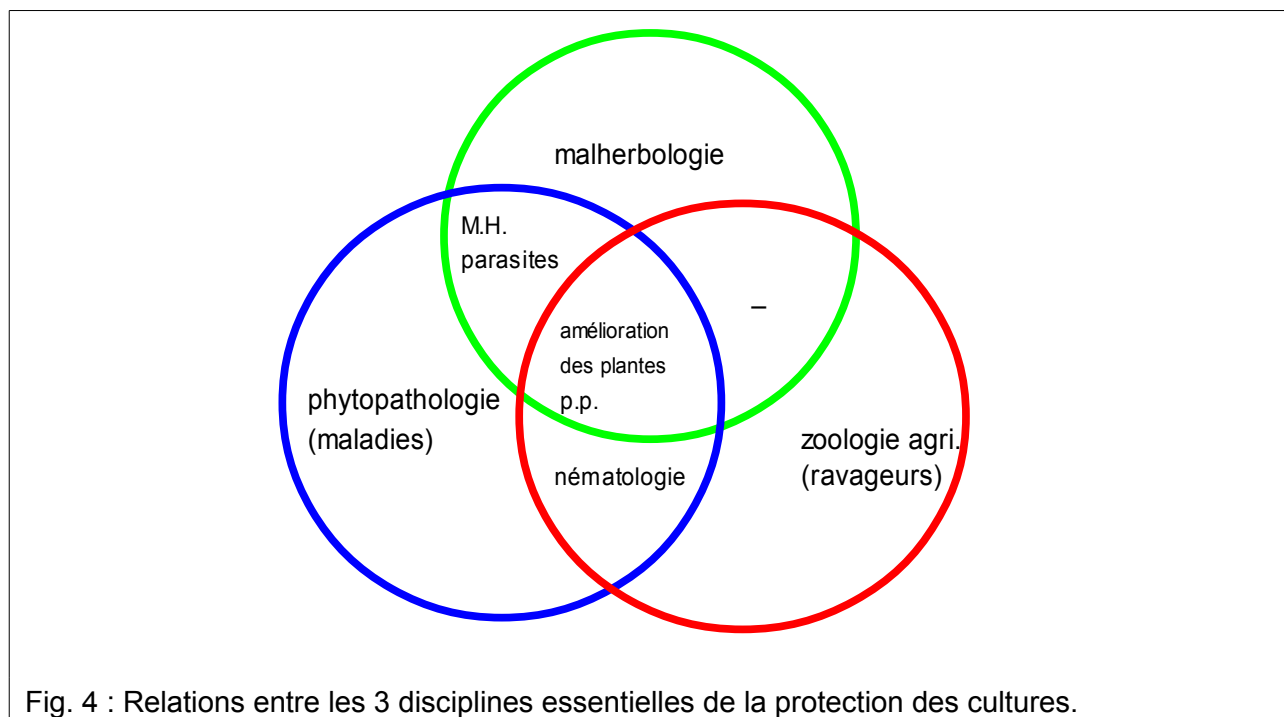 malherbologie
M.H.
parasites
–
amélioration
des plantes
p.p.
phytopathologie
(maladies)
zoologie agri.
(ravageurs)
nématologie
Fig. 4 : Relations entre les 3 disciplines essentielles de la protection des cultures.